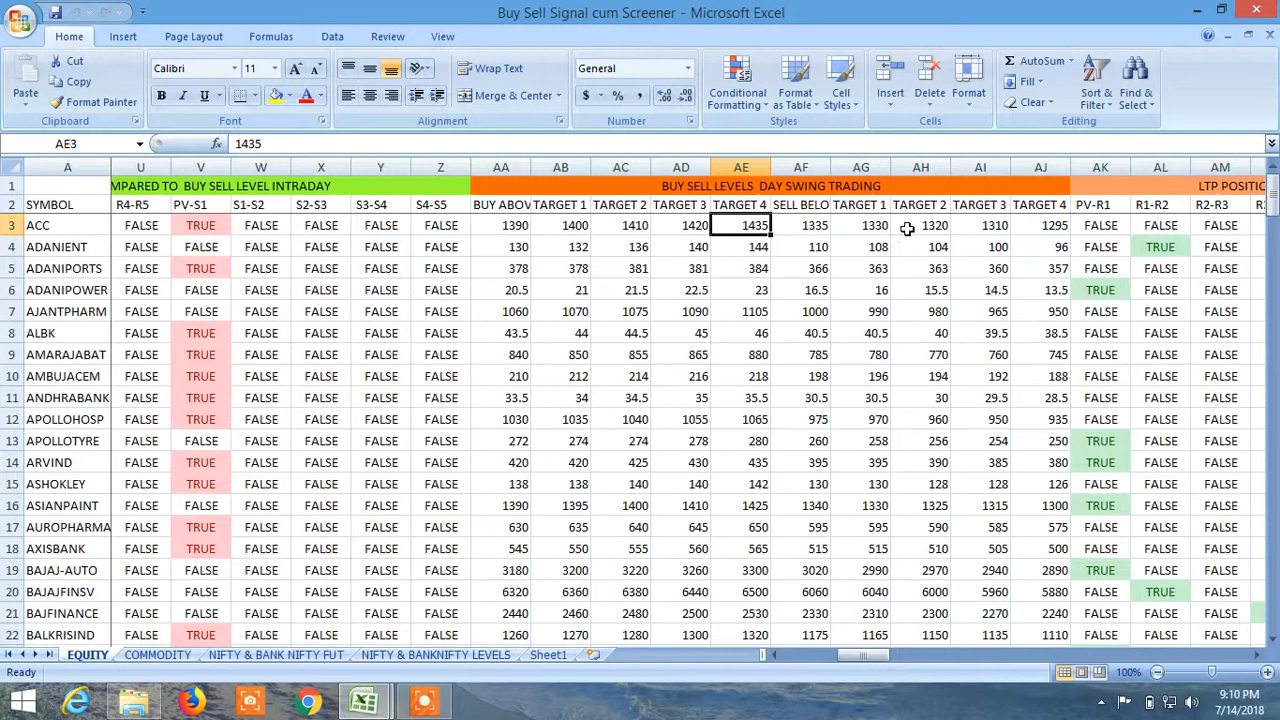 Buy Sell Signal cum Screener - Microsoft Excel
Home Insert Page Layout Formulas Data Review View
Cut Calibri 11 Wrap Text General AutoSum
Paste Copy Fill
Format Painter Merge & Center Conditional Formatting Format as Table Cell Styles Insert Delete Format Clear Sort & Filter Find & Select
Clipboard Font Alignment Number Styles Cells Editing
AE3 fx 1435
A U V W X Y Z AA AB AC AD AE AF AG AH AI AJ AK AL AM
1 MPARED TO BUY SELL LEVEL INTRADAY BUY SELL LEVELS DAY SWING TRADING LTP POSITIC
2 SYMBOL R4-R5 PV-S1 S1-S2 S2-S3 S3-S4 S4-S5 BUY ABOV TARGET 1 TARGET 2 TARGET 3 TARGET 4 SELL BELO TARGET 1 TARGET 2 TARGET 3 TARGET 4 PV-R1 R1-R2 R2-R3
3 ACC FALSE TRUE FALSE FALSE FALSE FALSE 1390 1400 1410 1420 1435 1335 1330 1320 1310 1295 FALSE FALSE FALSE
4 ADANIENT FALSE FALSE FALSE FALSE FALSE FALSE 130 132 136 140 144 110 108 104 100 96 FALSE TRUE FALSE
5 ADANIPORTS FALSE TRUE FALSE FALSE FALSE FALSE 378 378 381 381 384 366 363 363 360 357 FALSE FALSE FALSE
6 ADANIPOWER FALSE FALSE FALSE FALSE FALSE FALSE 20.5 21 21.5 22.5 23 16.5 16 15.5 14.5 13.5 TRUE FALSE FALSE
7 AJANTPHARM FALSE FALSE FALSE FALSE FALSE FALSE 1060 1070 1075 1090 1105 1000 990 980 965 950 FALSE FALSE FALSE
8 ALBK FALSE TRUE FALSE FALSE FALSE FALSE 43.5 44 44.5 45 46 40.5 40.5 40 39.5 38.5 FALSE FALSE FALSE
9 AMARAJABAT FALSE TRUE FALSE FALSE FALSE FALSE 840 850 855 865 880 785 780 770 760 745 FALSE FALSE FALSE
10 AMBUJACEM FALSE TRUE FALSE FALSE FALSE FALSE 210 212 214 216 218 198 196 194 192 188 FALSE FALSE FALSE
11 ANDHRABANK FALSE TRUE FALSE FALSE FALSE FALSE 33.5 34 34.5 35 35.5 30.5 30.5 30 29.5 28.5 FALSE FALSE FALSE
12 APOLLOHOSP FALSE TRUE FALSE FALSE FALSE FALSE 1030 1035 1040 1050 1065 975 970 960 950 935 FALSE FALSE FALSE
13 APOLLOTYRE FALSE FALSE FALSE FALSE FALSE FALSE 272 274 274 278 280 260 258 256 254 250 TRUE FALSE FALSE
14 ARVIND FALSE TRUE FALSE FALSE FALSE FALSE 420 420 425 430 435 395 395 390 385 380 TRUE FALSE FALSE
15 ASHOKLEY FALSE TRUE FALSE FALSE FALSE FALSE 138 138 140 140 142 130 130 128 128 126 FALSE FALSE FALSE
16 ASIANPAINT FALSE FALSE FALSE FALSE FALSE FALSE 1390 1395 1400 1410 1425 1340 1330 1325 1315 1300 TRUE FALSE FALSE
17 AUROPHARMA FALSE TRUE FALSE FALSE FALSE FALSE 630 635 640 645 650 595 595 590 585 575 FALSE FALSE FALSE
18 AXISBANK FALSE TRUE FALSE FALSE FALSE FALSE 545 550 555 560 565 515 515 510 505 500 FALSE FALSE FALSE
19 BAJAJ-AUTO FALSE FALSE FALSE FALSE FALSE FALSE 3180 3200 3220 3260 3300 3020 2990 2970 2940 2890 TRUE FALSE FALSE
20 BAJAJFINSV FALSE FALSE FALSE FALSE FALSE FALSE 6320 6360 6380 6440 6500 6060 6040 6000 5960 5880 FALSE TRUE FALSE
21 BAJFINANCE FALSE FALSE FALSE FALSE FALSE FALSE 2440 2460 2480 2500 2530 2330 2310 2300 2270 2240 FALSE FALSE FALSE
22 BALKRISIND FALSE TRUE FALSE FALSE FALSE FALSE 1260 1270 1280 1300 1320 1175 1165 1150 1135 1110 FALSE FALSE FALSE
EQUITY COMMODITY NIFTY & BANK NIFTY FUT NIFTY & BANKNIFTY LEVELS Sheet1
Ready 100%
9:10 PM
7/14/2018